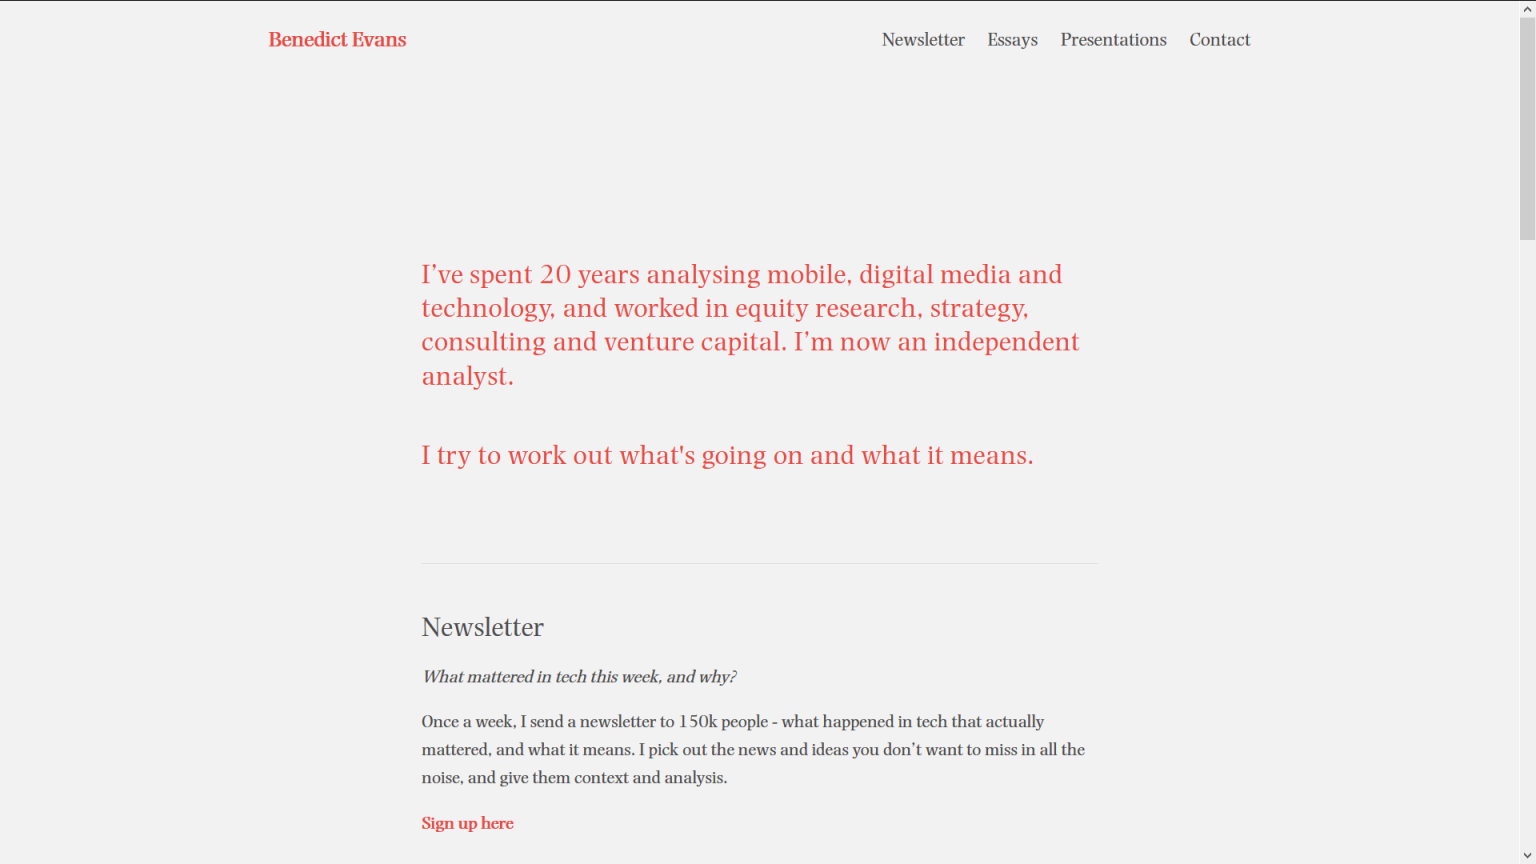 Benedict Evans
Newsletter Essays Presentations Contact
I’ve spent 20 years analysing mobile, digital media and
technology, and worked in equity research, strategy,
consulting and venture capital. I’m now an independent
analyst.
I try to work out what's going on and what it means.
Newsletter
What mattered in tech this week, and why?
Once a week, I send a newsletter to 150k people - what happened in tech that actually
mattered, and what it means. I pick out the news and ideas you don’t want to miss in all the
noise, and give them context and analysis.
Sign up here